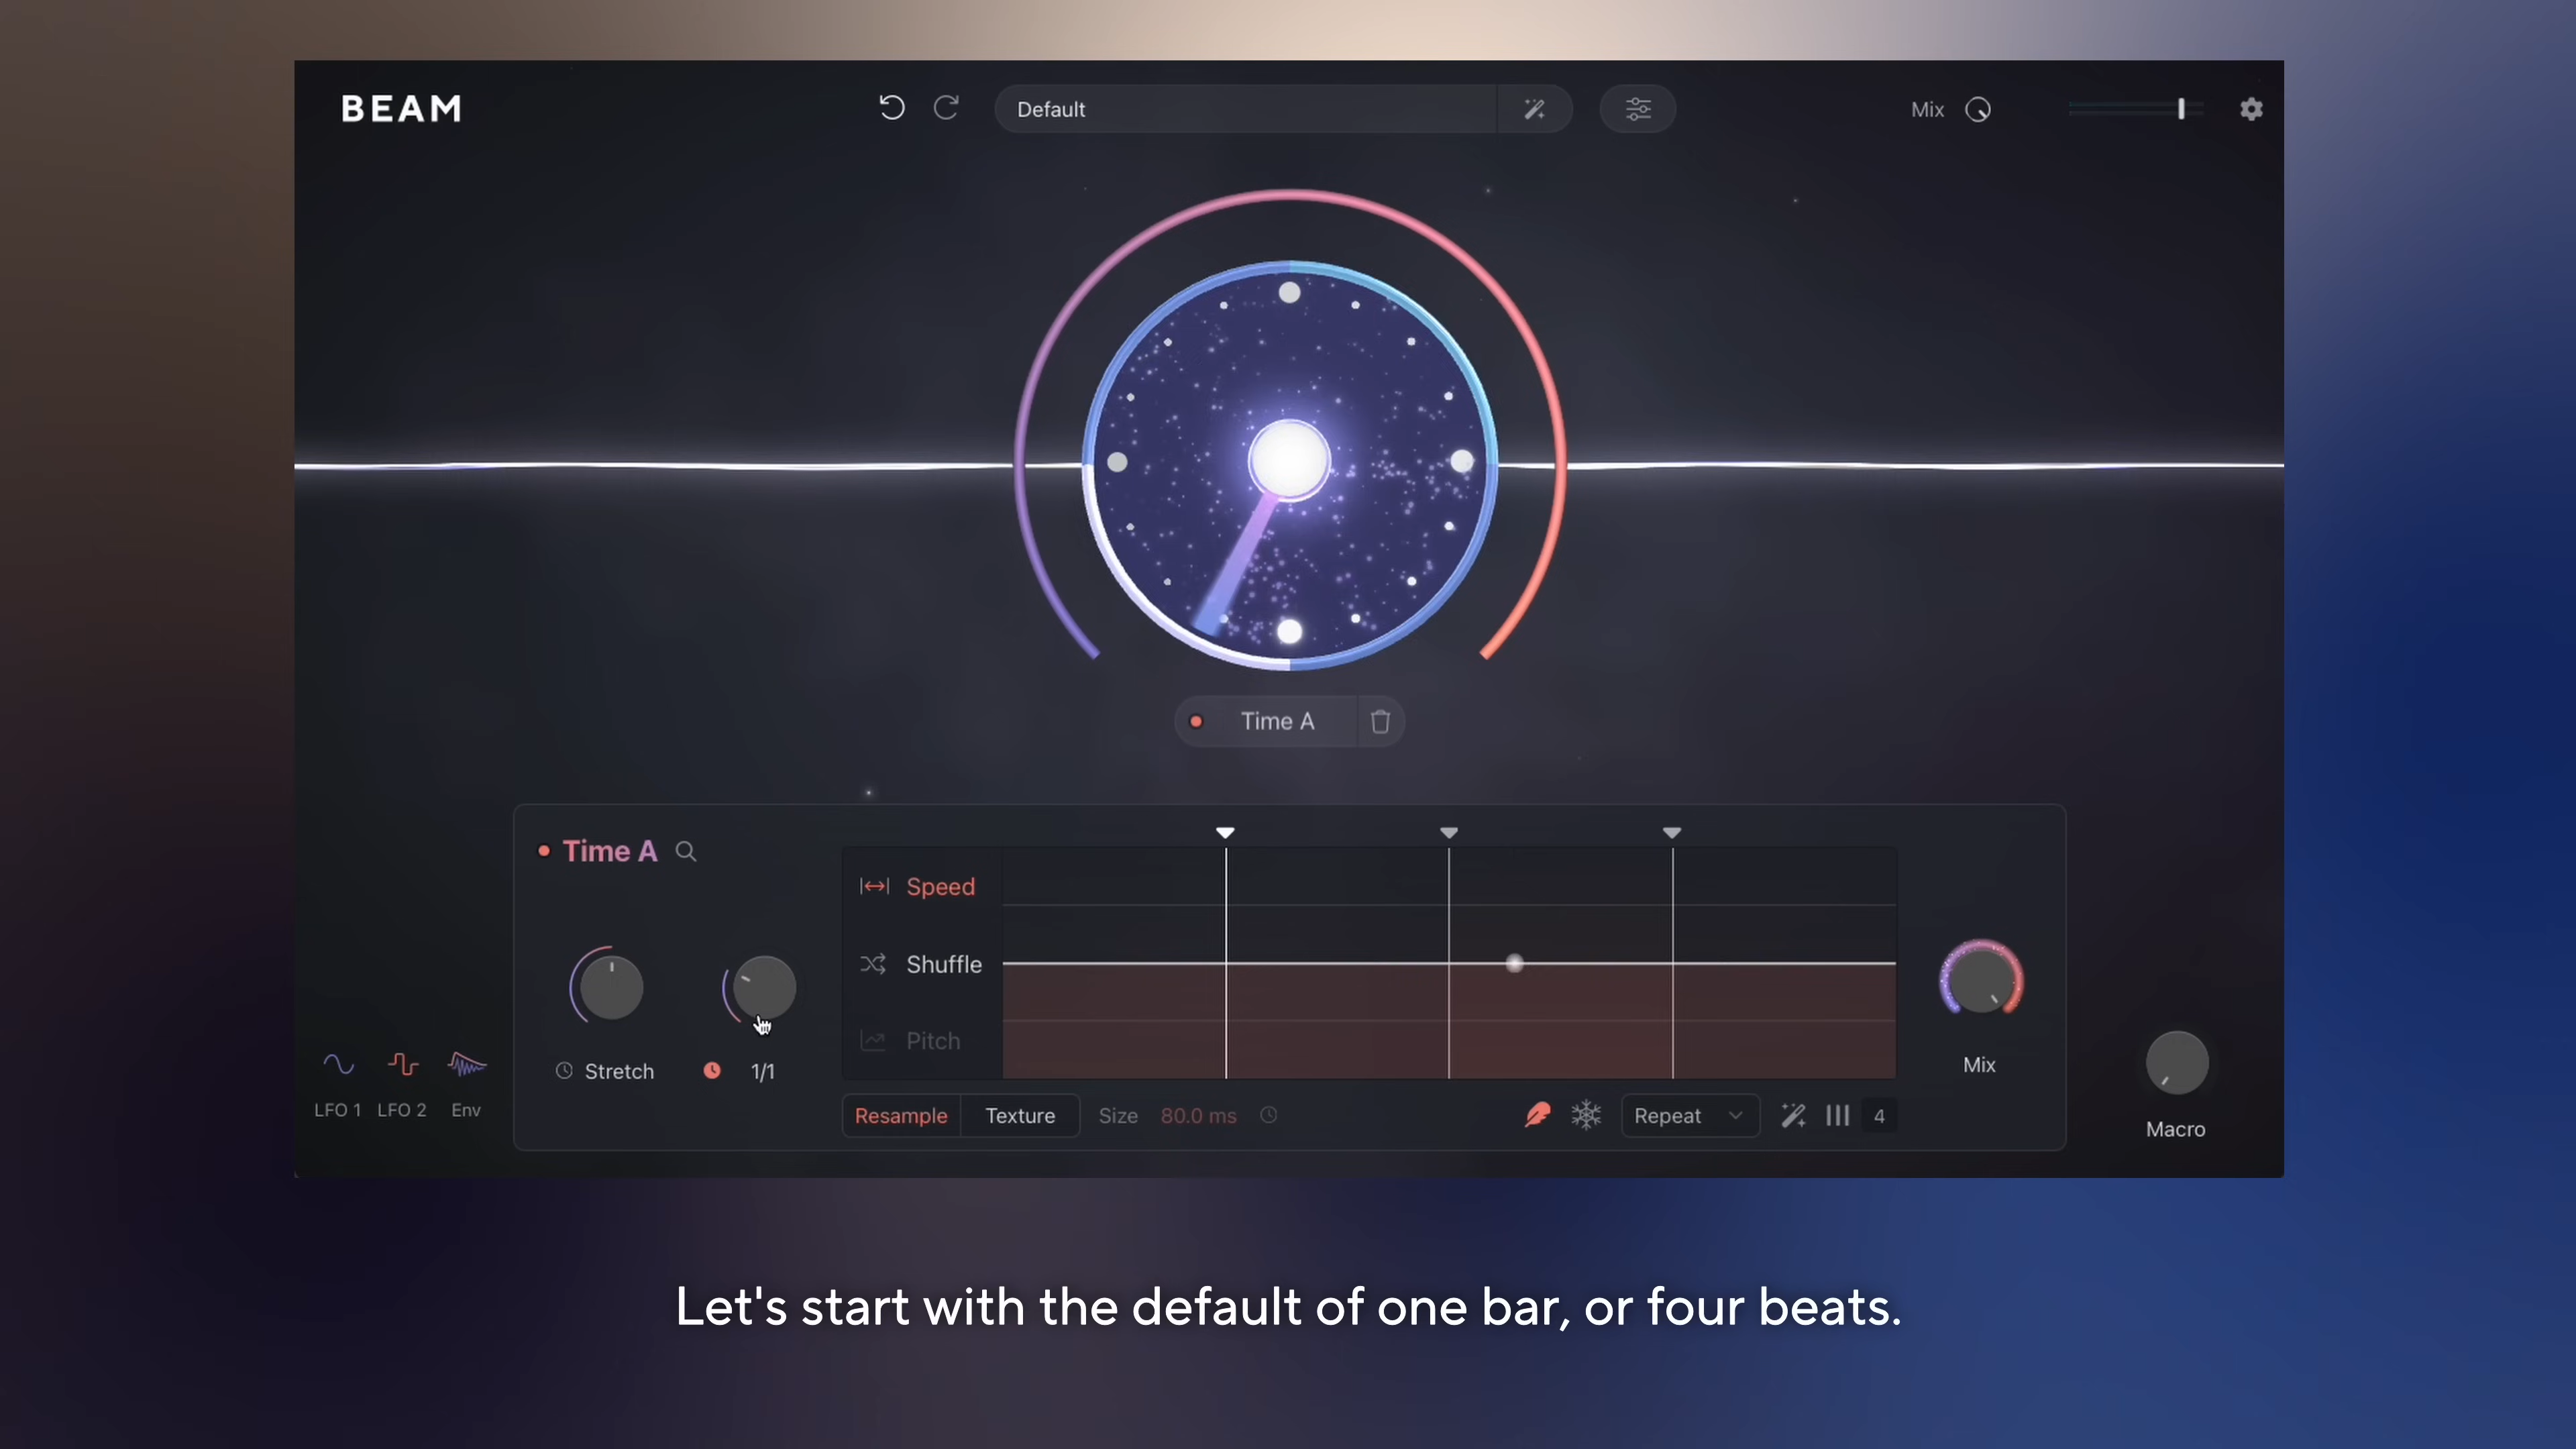 BEAM
Default
Mix
Time A
Time A
Speed
Shuffle
Pitch
Stretch
1/1
Mix
LFO 1
LFO 2
Env
Resample
Texture
Size
80.0 ms
Repeat
4
Macro
Let's start with the default of one bar, or four beats.